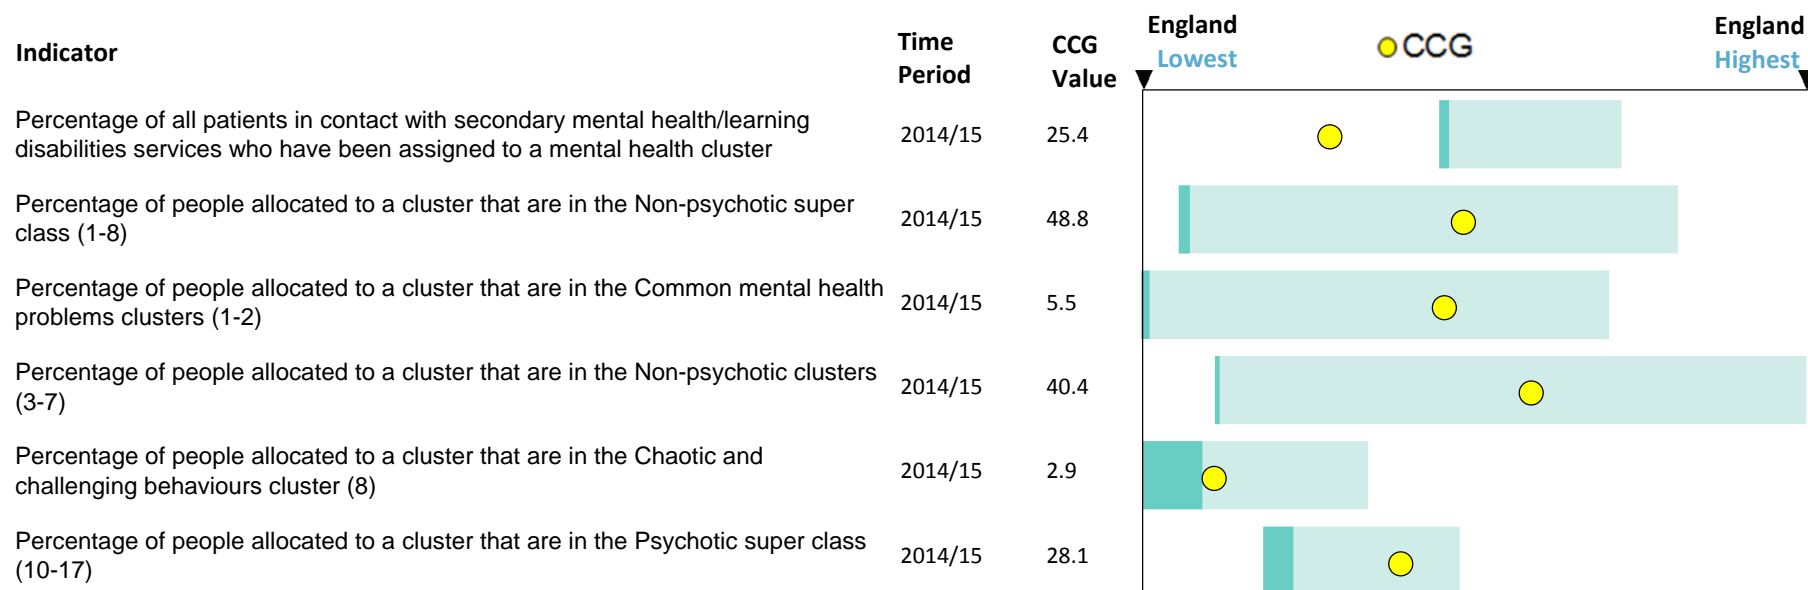 Indicator
Time Period
CCG Value
England Lowest
CCG
England Highest
Percentage of all patients in contact with secondary mental health/learning
disabilities services who have been assigned to a mental health cluster
2014/15
25.4
Percentage of people allocated to a cluster that are in the Non-psychotic super
class (1-8)
2014/15
48.8
Percentage of people allocated to a cluster that are in the Common mental health
problems clusters (1-2)
2014/15
5.5
Percentage of people allocated to a cluster that are in the Non-psychotic clusters
(3-7)
2014/15
40.4
Percentage of people allocated to a cluster that are in the Chaotic and
challenging behaviours cluster (8)
2014/15
2.9
Percentage of people allocated to a cluster that are in the Psychotic super class
(10-17)
2014/15
28.1